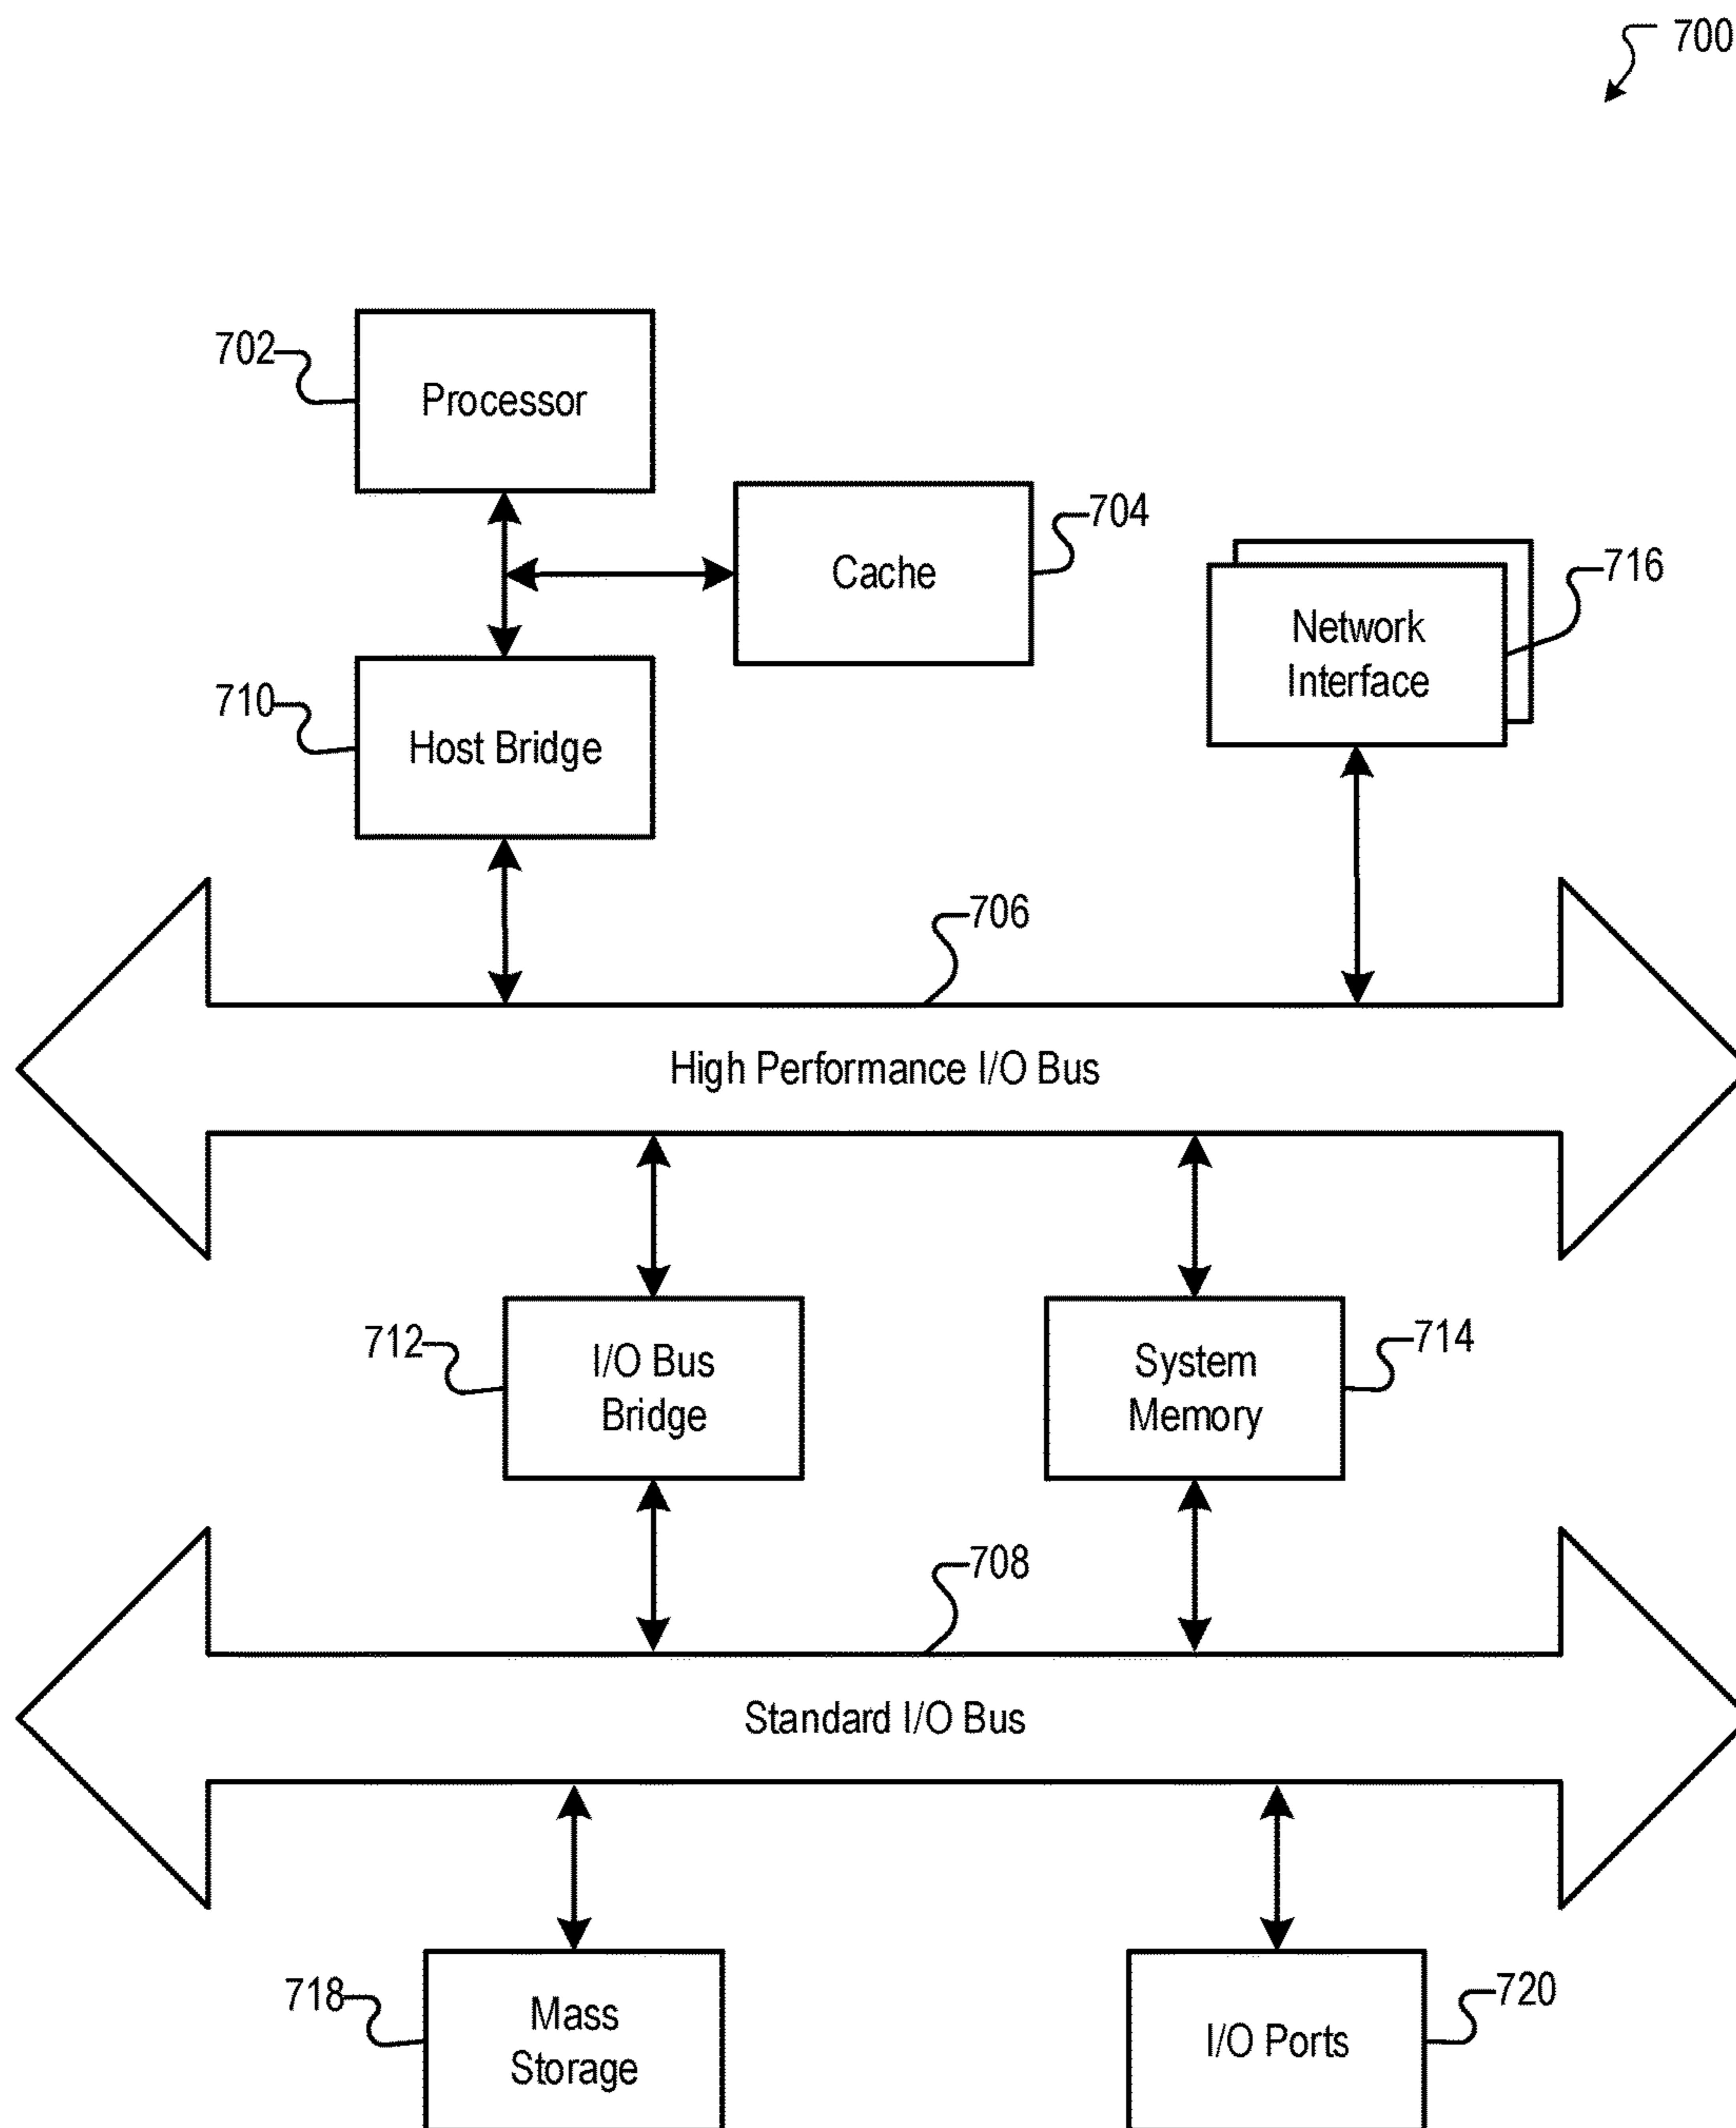 700
702
Processor
704
Cache
716
Network
Interface
710
Host Bridge
706
High Performance I/O Bus
712
I/O Bus
Bridge
714
System
Memory
708
Standard I/O Bus
718
Mass
Storage
720
I/O Ports